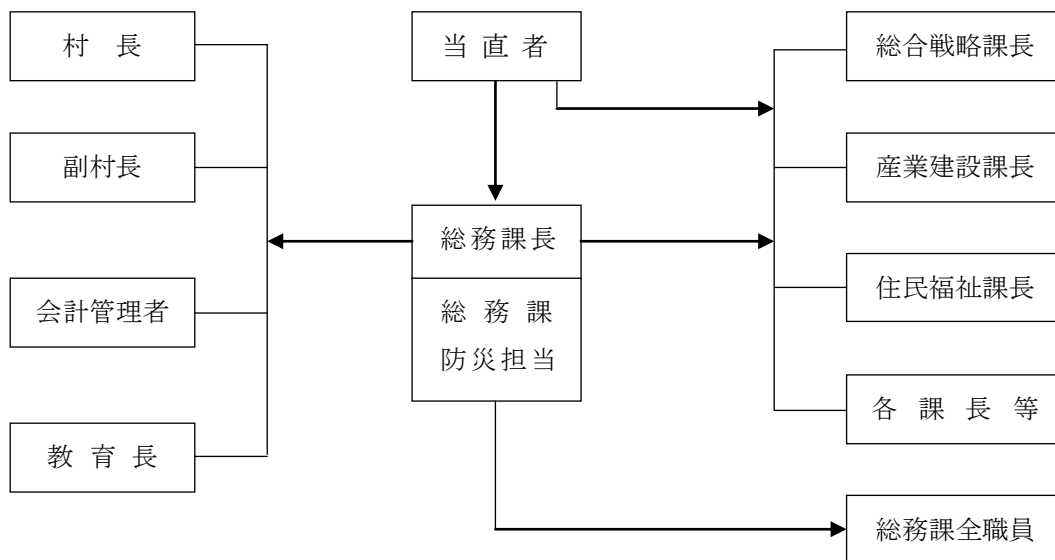 村長
副村長
会計管理者
教育長
当直者
総務課長
総務課
防災担当
総合戦略課長
産業建設課長
住民福祉課長
各課長等
総務課全職員